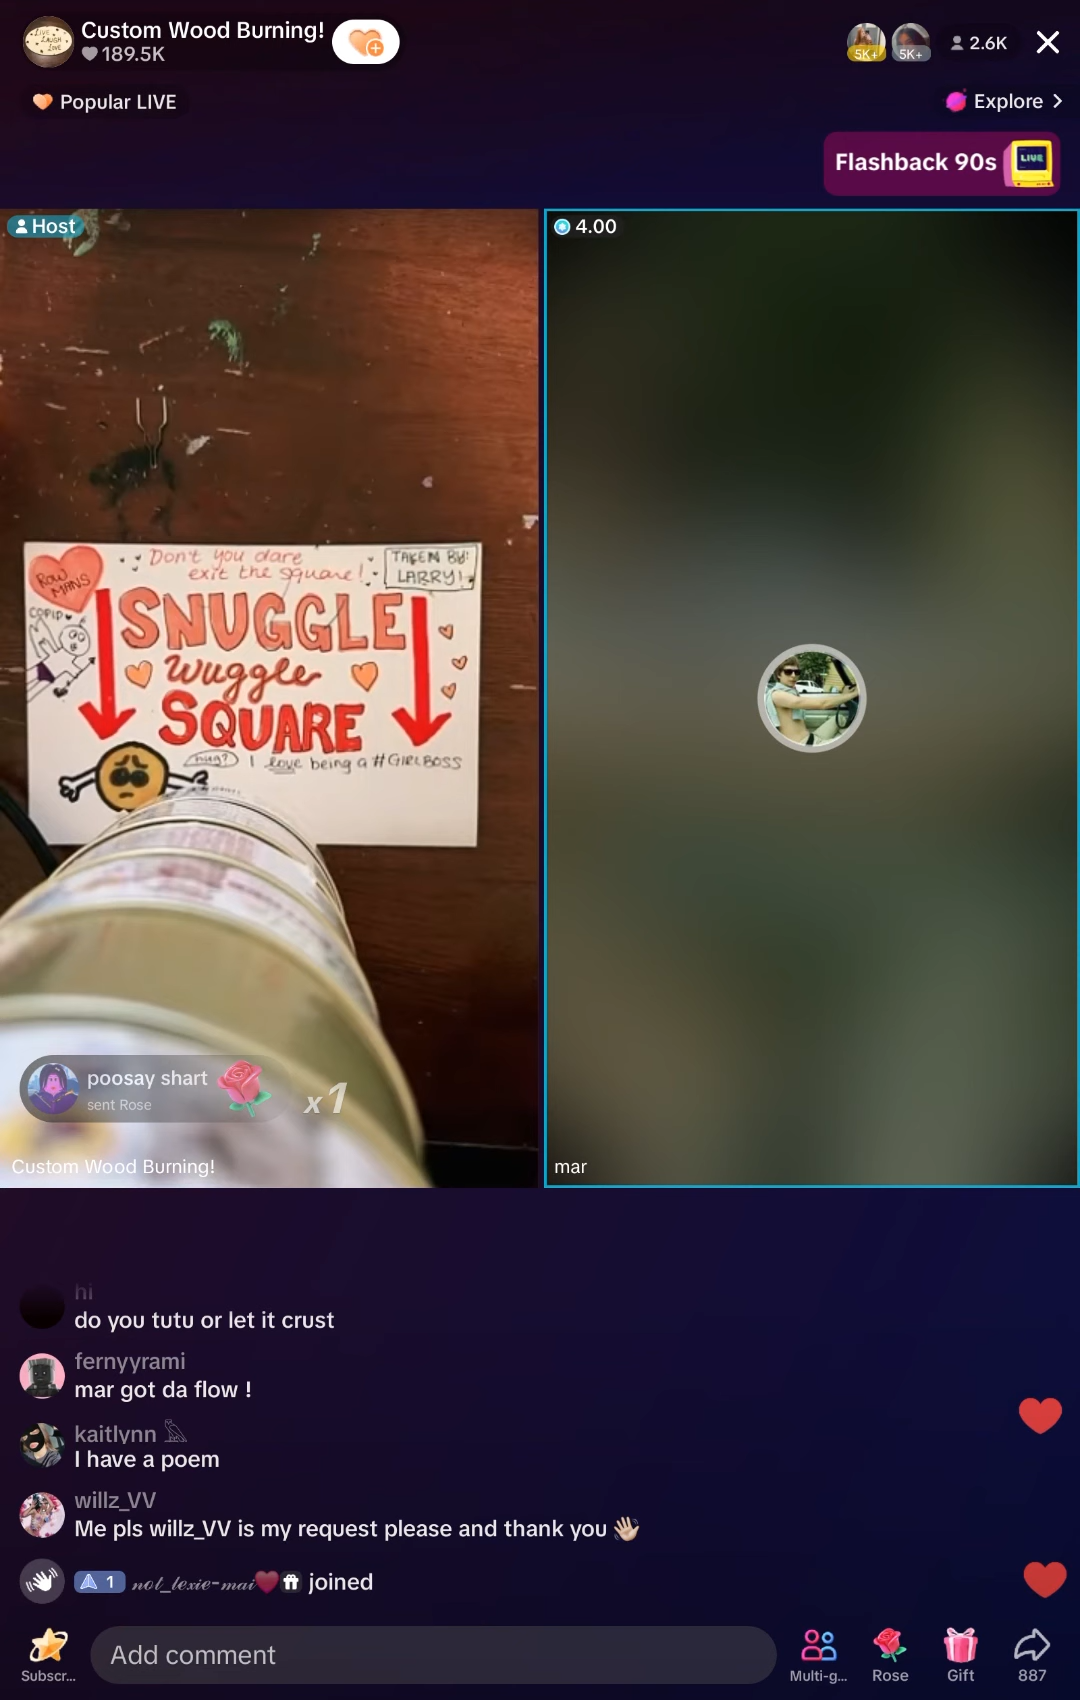 Custom Wood Burning!
189.5K
5K+
5K+
2.6K
Popular LIVE
Explore
Flashback 90s
LIVE
Host
4.00
Don't you dare
exit the square!
TAKEN BY:
LARRY!
ROW
MANS
COPID
SNUGGLE
wuggle
SQUARE
hug?
I love being a #GIRLBOSS
poosay shart
sent Rose
x1
Custom Wood Burning!
mar
hi
do you tutu or let it crust
fernyyrami
mar got da flow !
kaitlynn 𓅓
I have a poem
willz_VV
Me pls willz_VV is my request please and thank you 👋🏼
1 𝓃𝑜𝓉_𝓁𝑒𝓍𝒾𝑒-𝓂𝒶𝒾❤️ joined
Subscr...
Add comment
Multi-g...
Rose
Gift
887